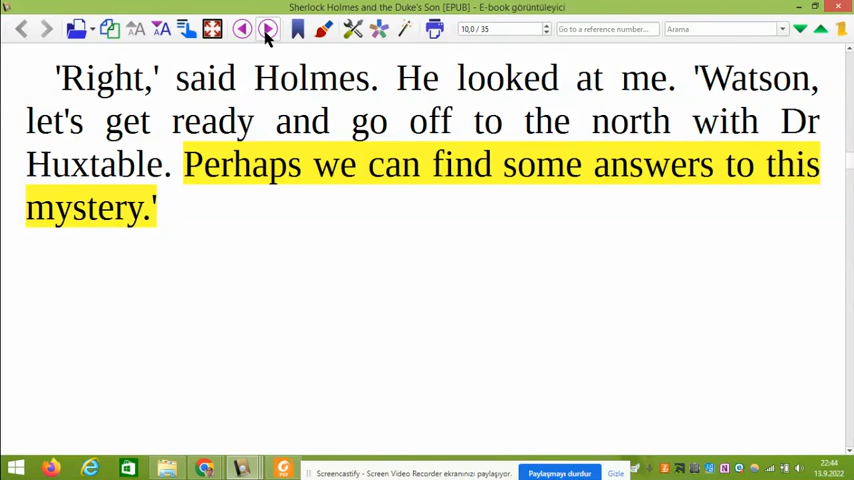 Sherlock Holmes and the Duke's Son [EPUB] - E-book görüntüleyici
10,0 / 35
Go to a reference number...
Arama
'Right,' said Holmes. He looked at me. 'Watson,
let's get ready and go off to the north with Dr
Huxtable. Perhaps we can find some answers to this
mystery.'
Screencastify - Screen Video Recorder ekranınızı paylaşıyor.
Paylaşmayı durdur
Gizle
22:44
13.9.2022